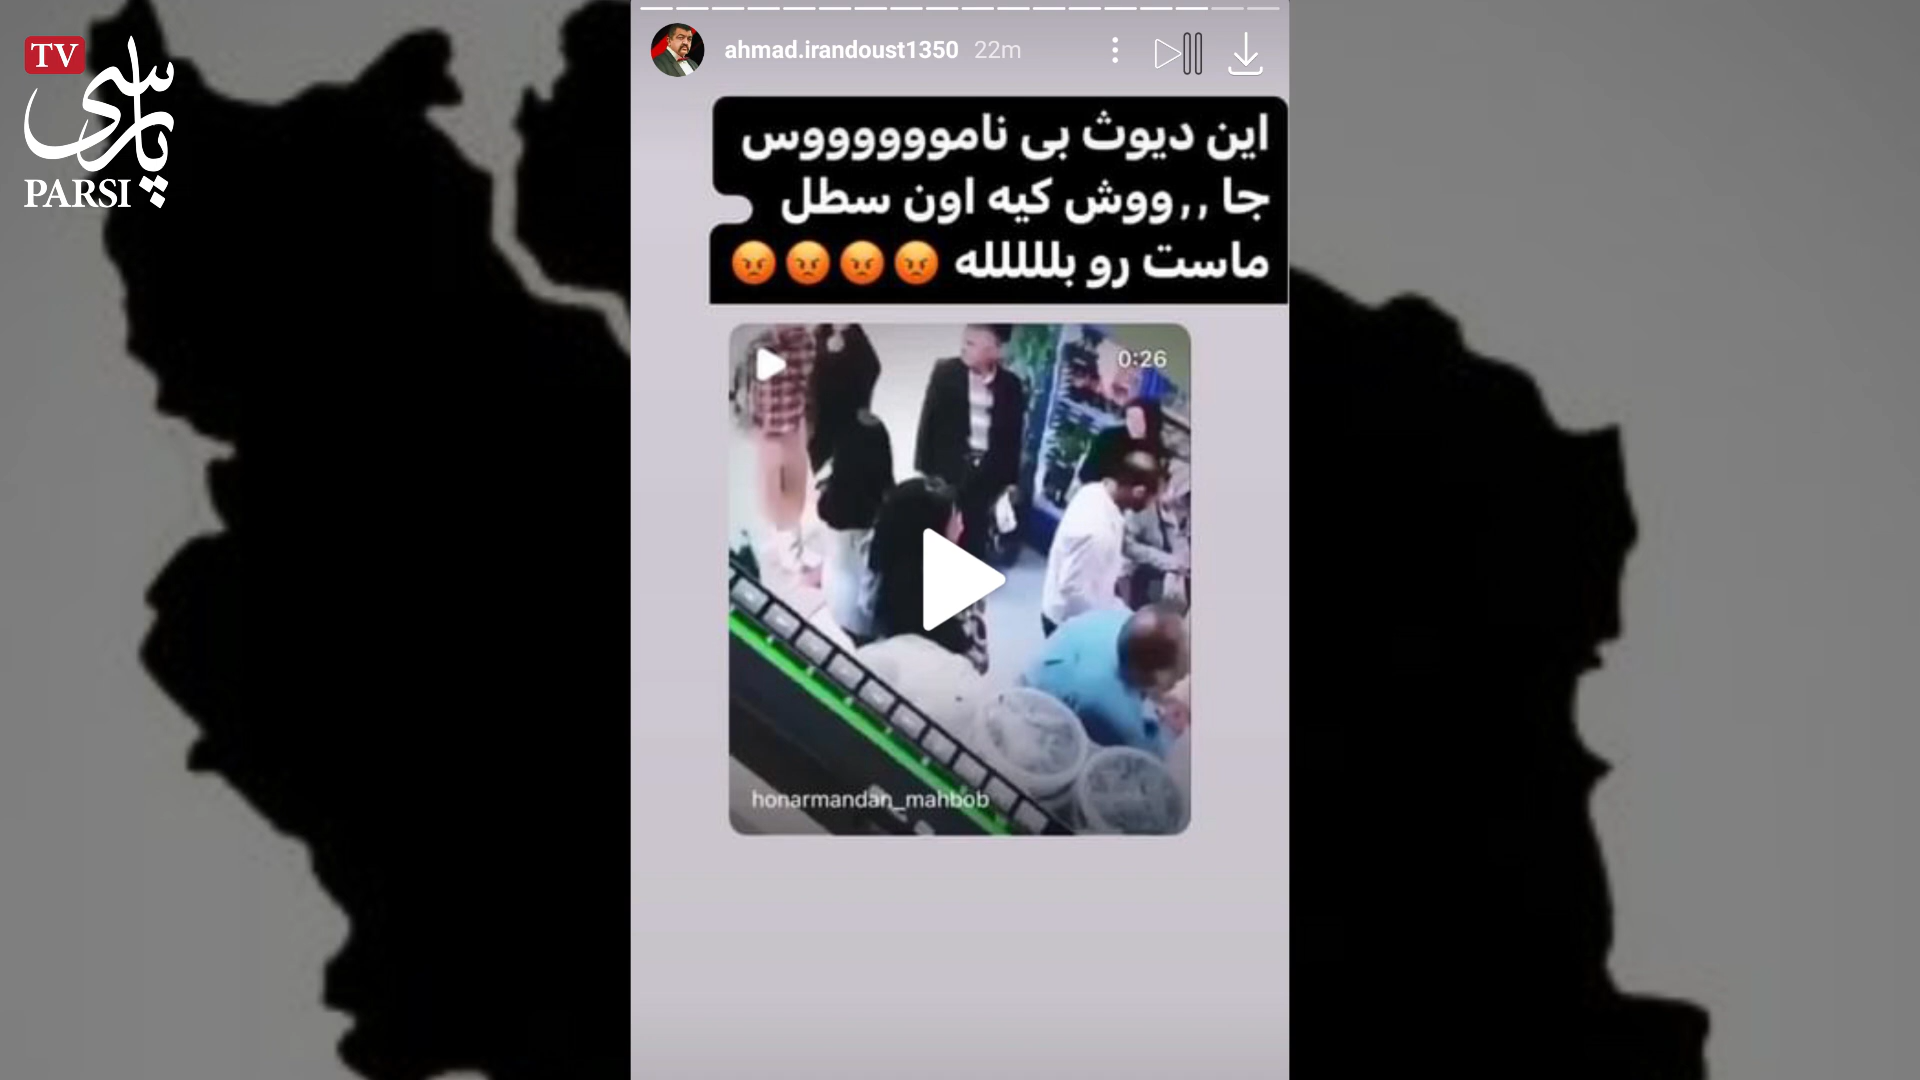 TV
پارسی
PARSI
ahmad.irandoust1350 22m
این دیوث بی نامووووووس
جا ,,ووش کیه اون سطل
ماست رو بللللله 😡😡😡😡
0:26
honarmandan_mahbob